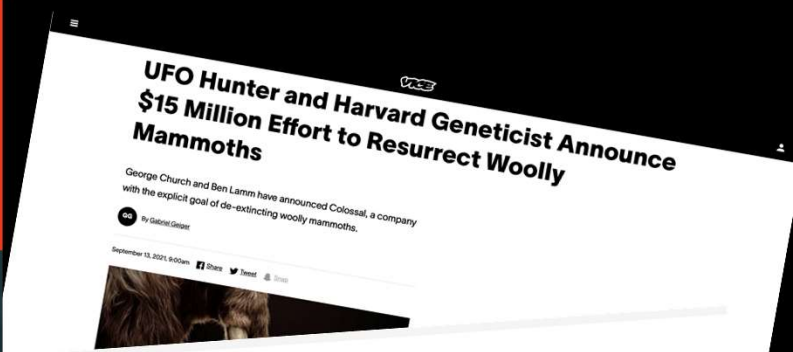 VICE
UFO Hunter and Harvard Geneticist Announce
$15 Million Effort to Resurrect Woolly
Mammoths
George Church and Ben Lamm have announced Colossal, a company
with the explicit goal of de-extincting woolly mammoths.
GG By Gabriel Geiger
September 13, 2021, 9:00am Share Tweet Snap